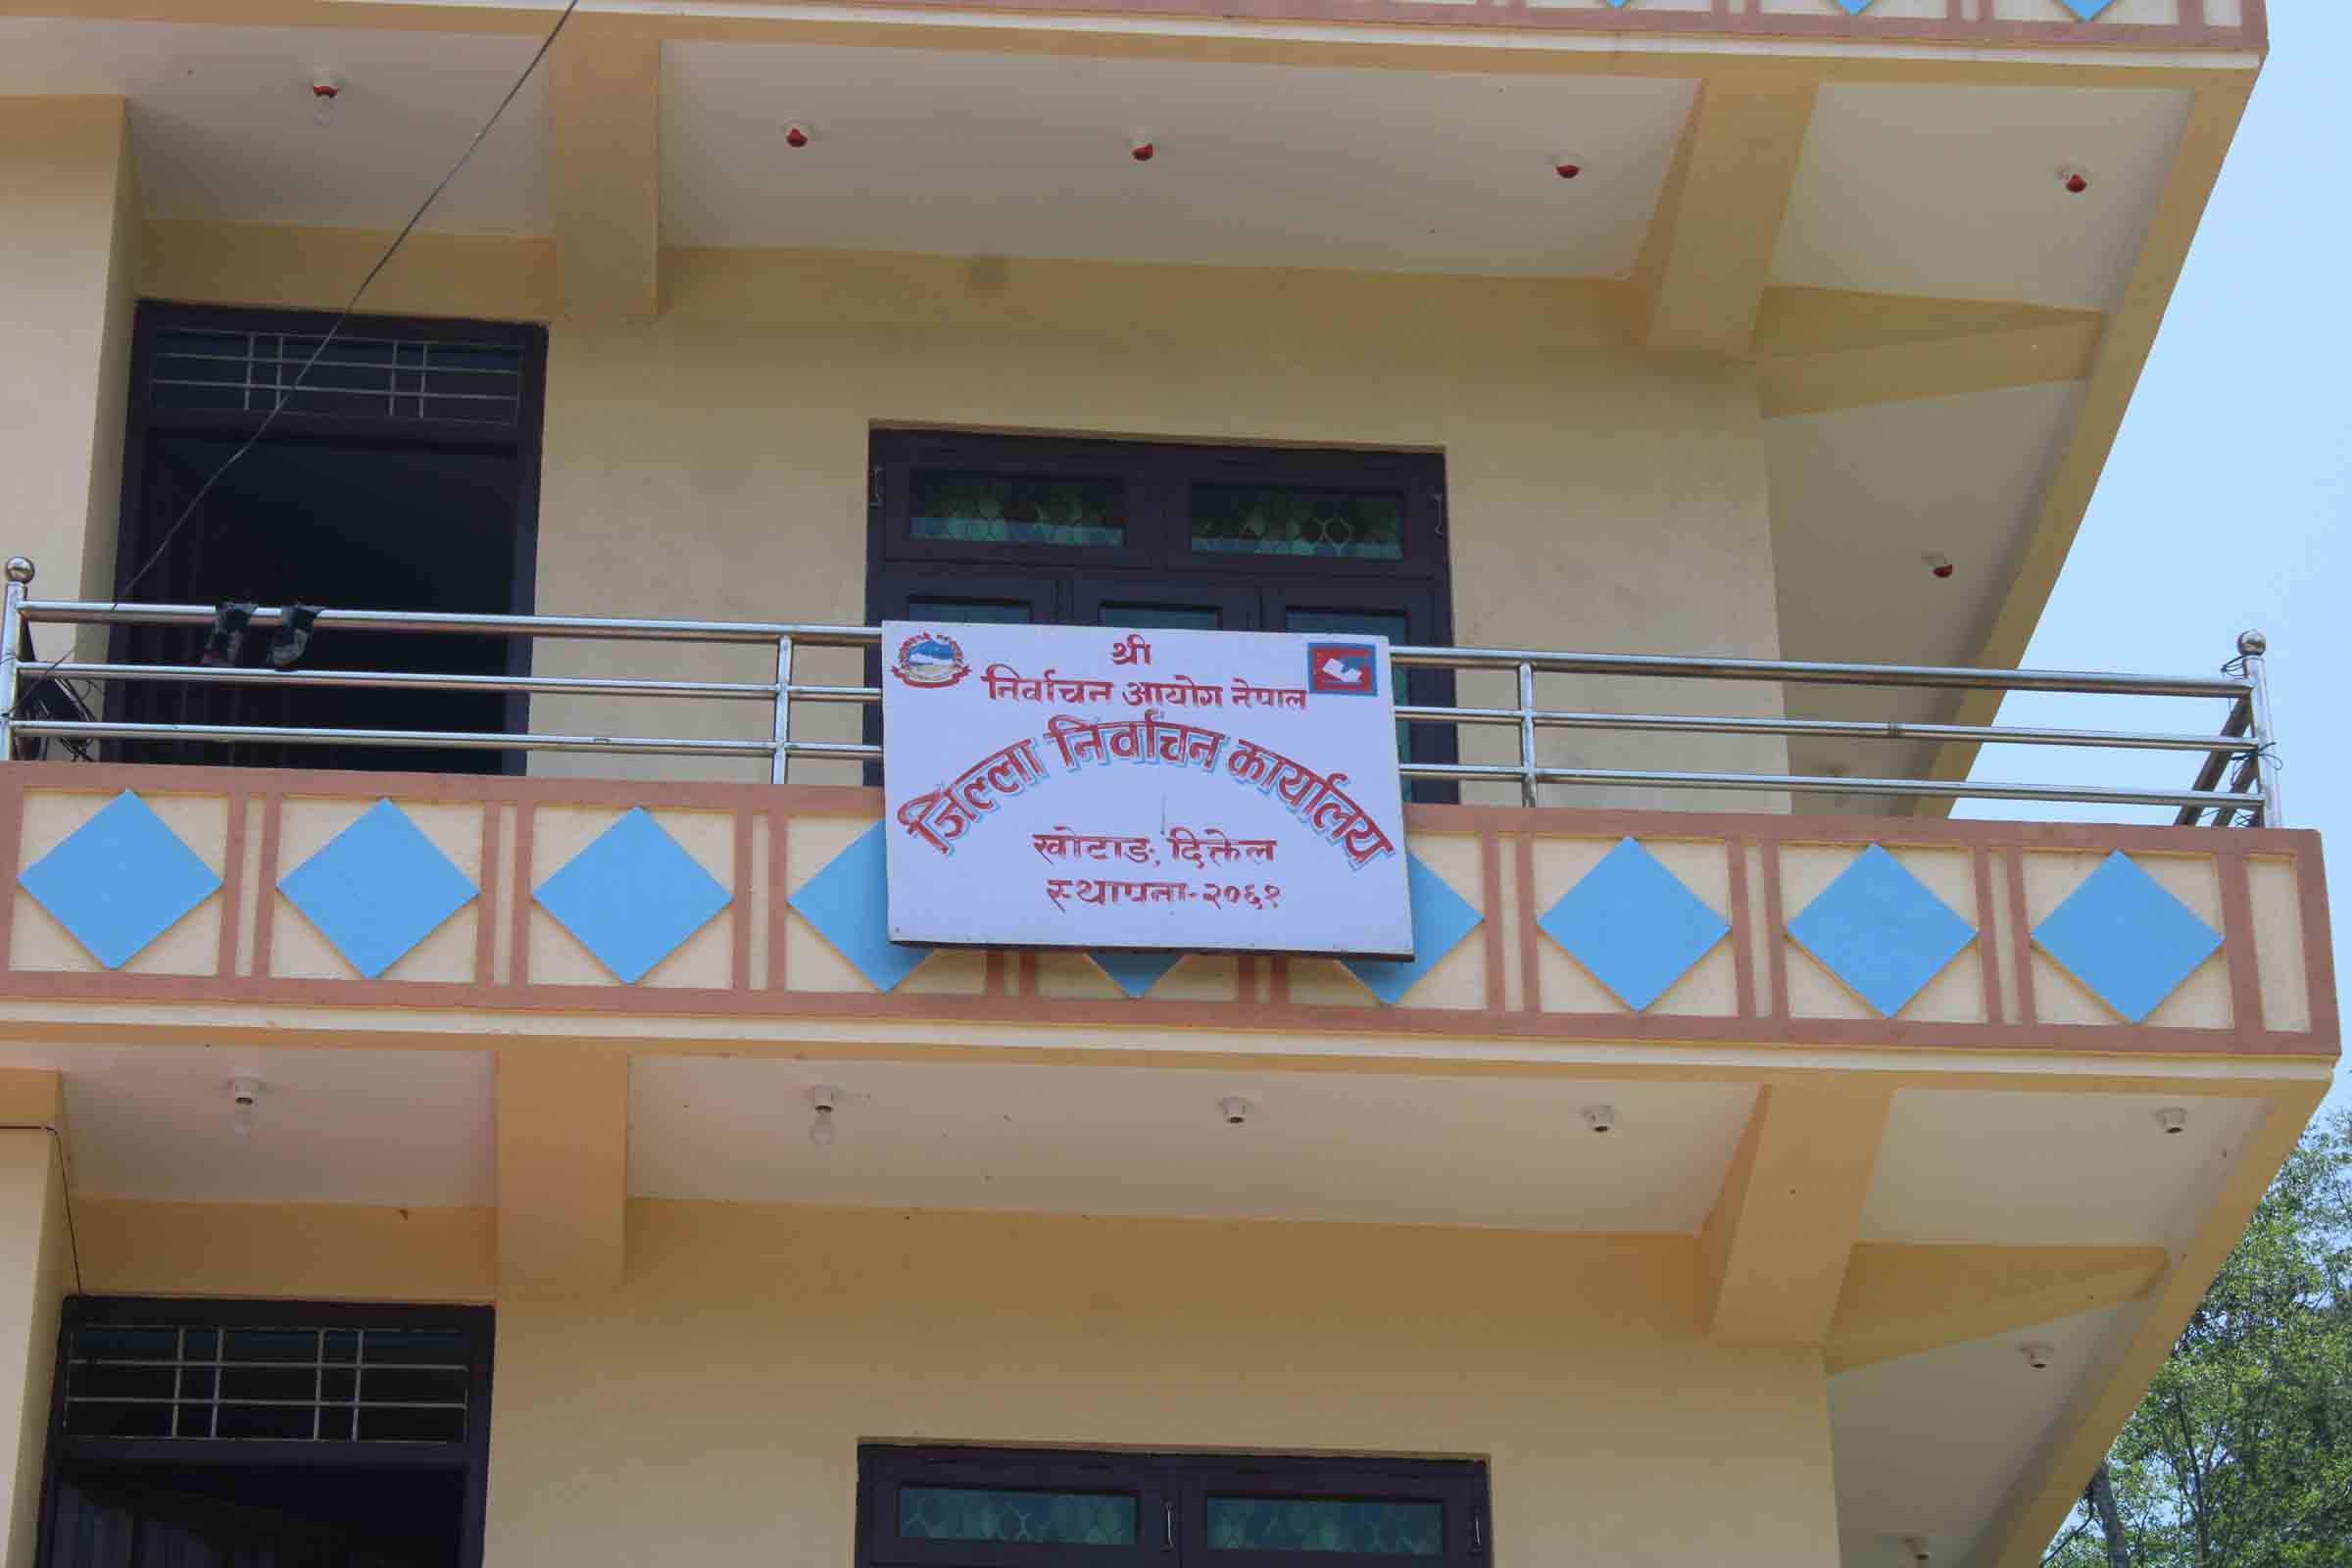 श्री
निर्वाचन आयोग नेपाल
जिल्ला निर्वाचन कार्यालय
खोटाङ, दिक्तेल
स्थापना-२०६१